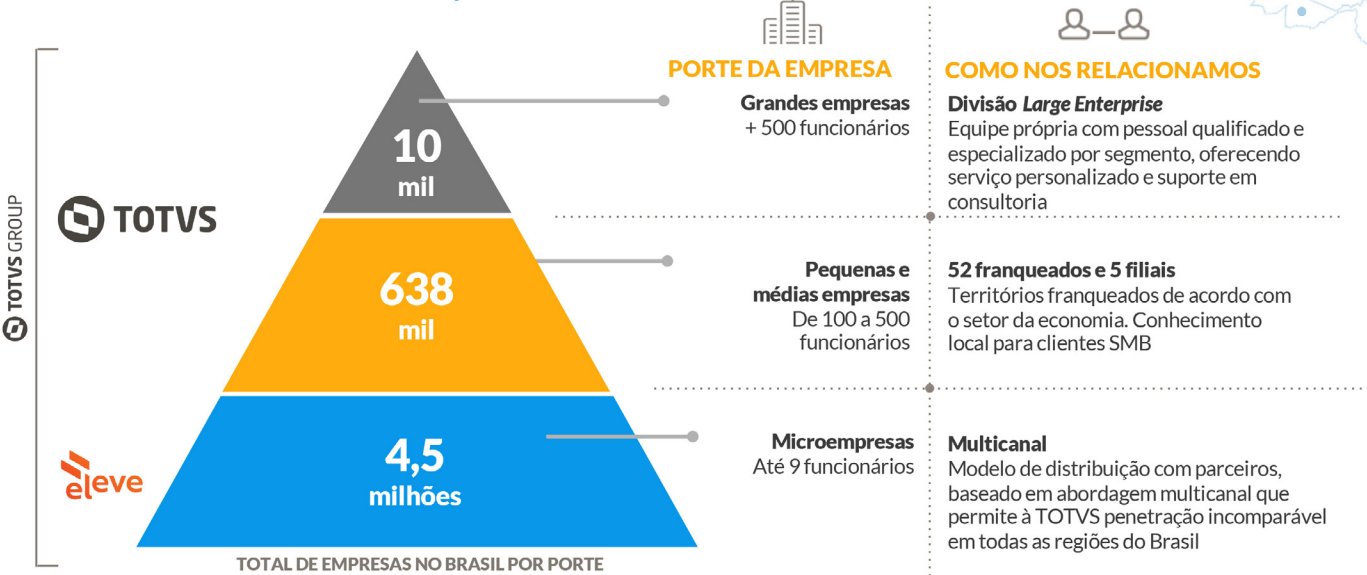 TOTVS GROUP
TOTVS
eleve
10
mil
638
mil
4,5
milhões
TOTAL DE EMPRESAS NO BRASIL POR PORTE
PORTE DA EMPRESA
Grandes empresas
+ 500 funcionários
Pequenas e
médias empresas
De 100 a 500
funcionários
Microempresas
Até 9 funcionários
COMO NOS RELACIONAMOS
Divisão Large Enterprise
Equipe própria com pessoal qualificado e
especializado por segmento, oferecendo
serviço personalizado e suporte em
consultoria
52 franqueados e 5 filiais
Territórios franqueados de acordo com
o setor da economia. Conhecimento
local para clientes SMB
Multicanal
Modelo de distribuição com parceiros,
baseado em abordagem multicanal que
permite à TOTVS penetração incomparável
em todas as regiões do Brasil